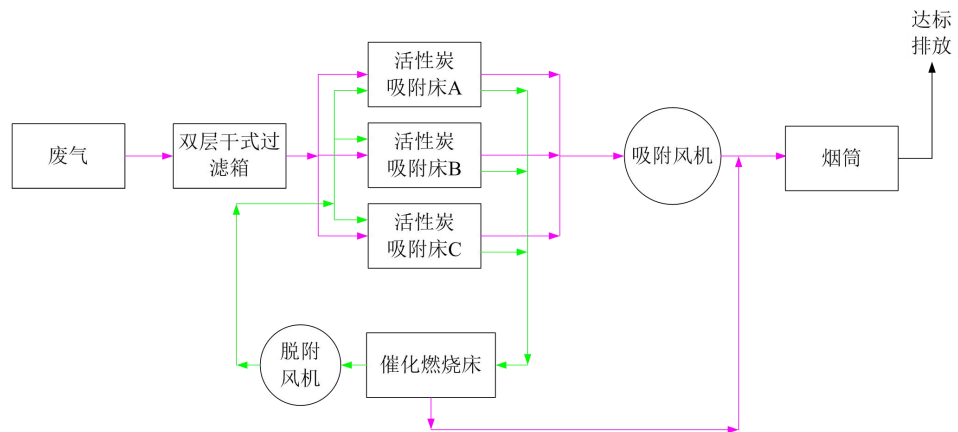 达标
排放
活性炭
吸附床A
废气
双层干式过
滤箱
活性炭
吸附床B
吸附风机
烟筒
活性炭
吸附床C
脱附
风机
催化燃烧床